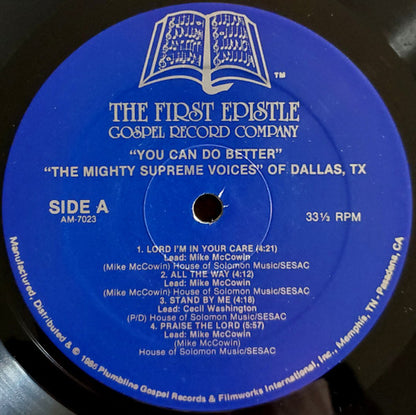 TM
THE FIRST EPISTLE
GOSPEL RECORD COMPANY
"YOU CAN DO BETTER"
"THE MIGHTY SUPREME VOICES" OF DALLAS, TX
SIDE A
AM-7023
33⅓ RPM
1. LORD I'M IN YOUR CARE (4:21)
Lead: Mike McCowin
(Mike McCowin) House of Solomon Music/SESAC
2. ALL THE WAY (4:12)
Lead: Mike McCowin
(Mike McCowin) House of Solomon Music/SESAC
3. STAND BY ME (4:18)
Lead: Cecil Washington
(P/D) House of Solomon Music/SESAC
4. PRAISE THE LORD (5:57)
Lead: Mike McCowin
(Mike McCowin)
House of Solomon Music/SESAC
Manufactured, Distributed & © 1986 Plumbline Gospel Records & Filmworks International, Inc., Memphis, TN - Pasadena, CA